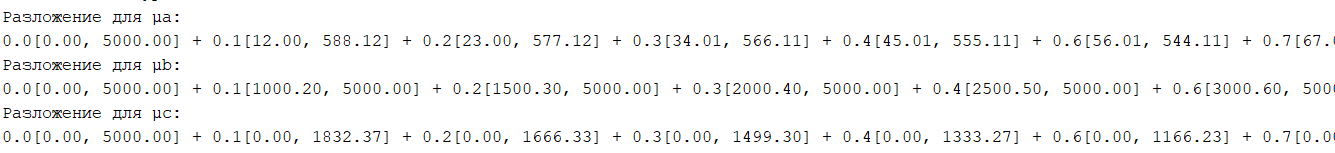 Разложение для μa:
0.0[0.00, 5000.00] + 0.1[12.00, 588.12] + 0.2[23.00, 577.12] + 0.3[34.01, 566.11] + 0.4[45.01, 555.11] + 0.6[56.01, 544.11] + 0.7[67.0
Разложение для μb:
0.0[0.00, 5000.00] + 0.1[1000.20, 5000.00] + 0.2[1500.30, 5000.00] + 0.3[2000.40, 5000.00] + 0.4[2500.50, 5000.00] + 0.6[3000.60, 500
Разложение для μc:
0.0[0.00, 5000.00] + 0.1[0.00, 1832.37] + 0.2[0.00, 1666.33] + 0.3[0.00, 1499.30] + 0.4[0.00, 1333.27] + 0.6[0.00, 1166.23] + 0.7[0.0